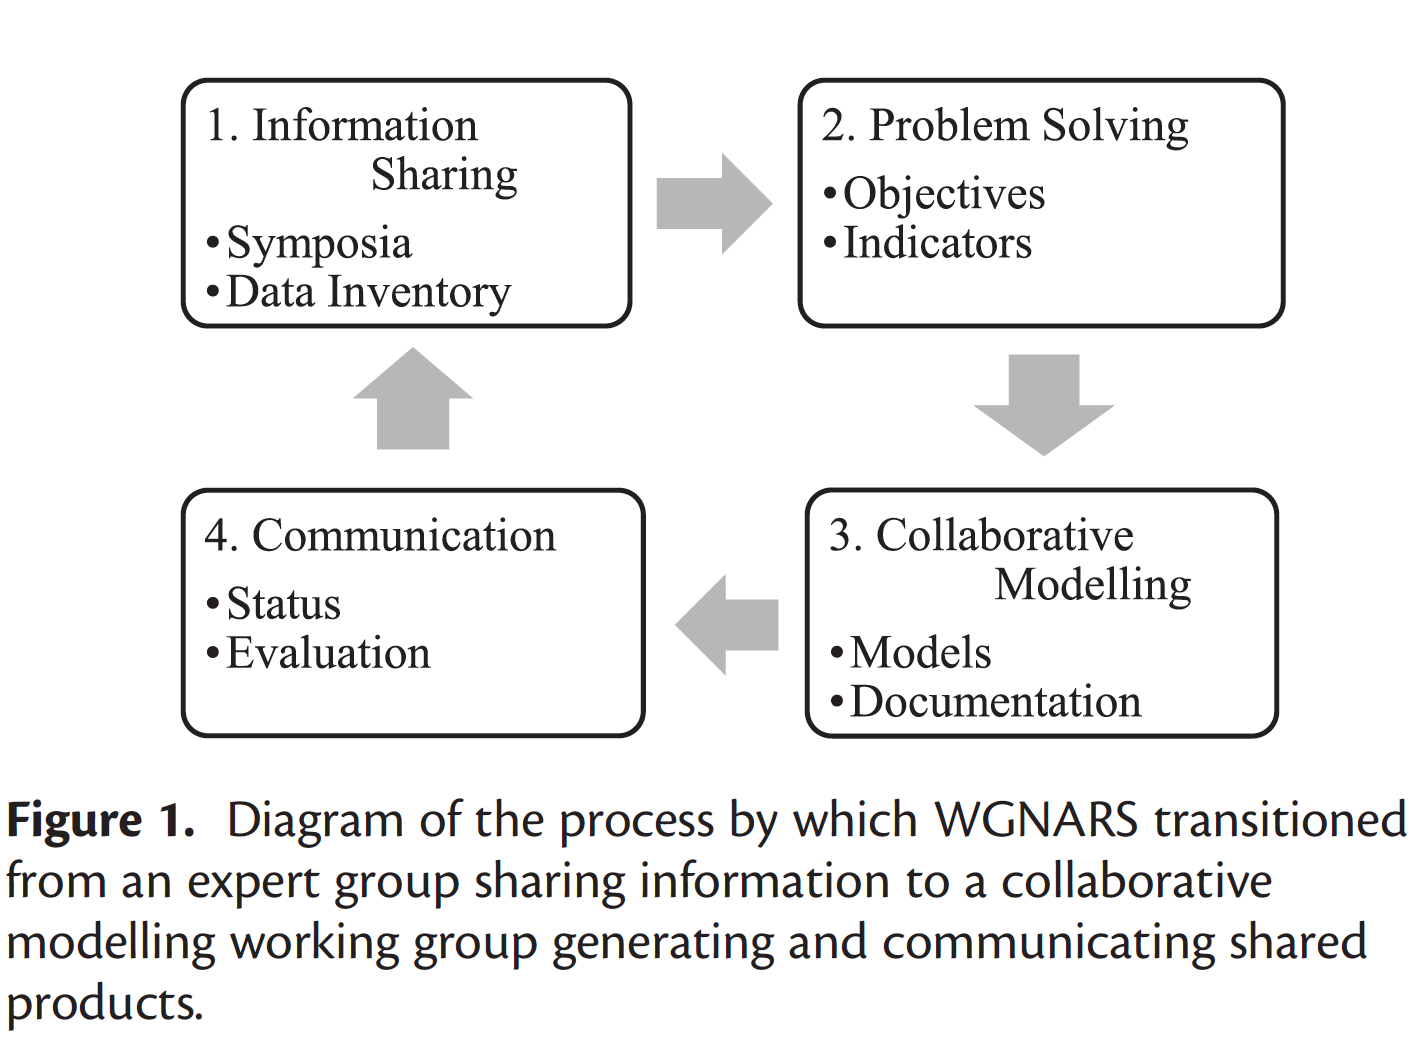 1. Information
Sharing
•Symposia
•Data Inventory
2. Problem Solving
•Objectives
•Indicators
3. Collaborative
Modelling
•Models
•Documentation
4. Communication
•Status
•Evaluation
Figure 1. Diagram of the process by which WGNARS transitioned
from an expert group sharing information to a collaborative
modelling working group generating and communicating shared
products.